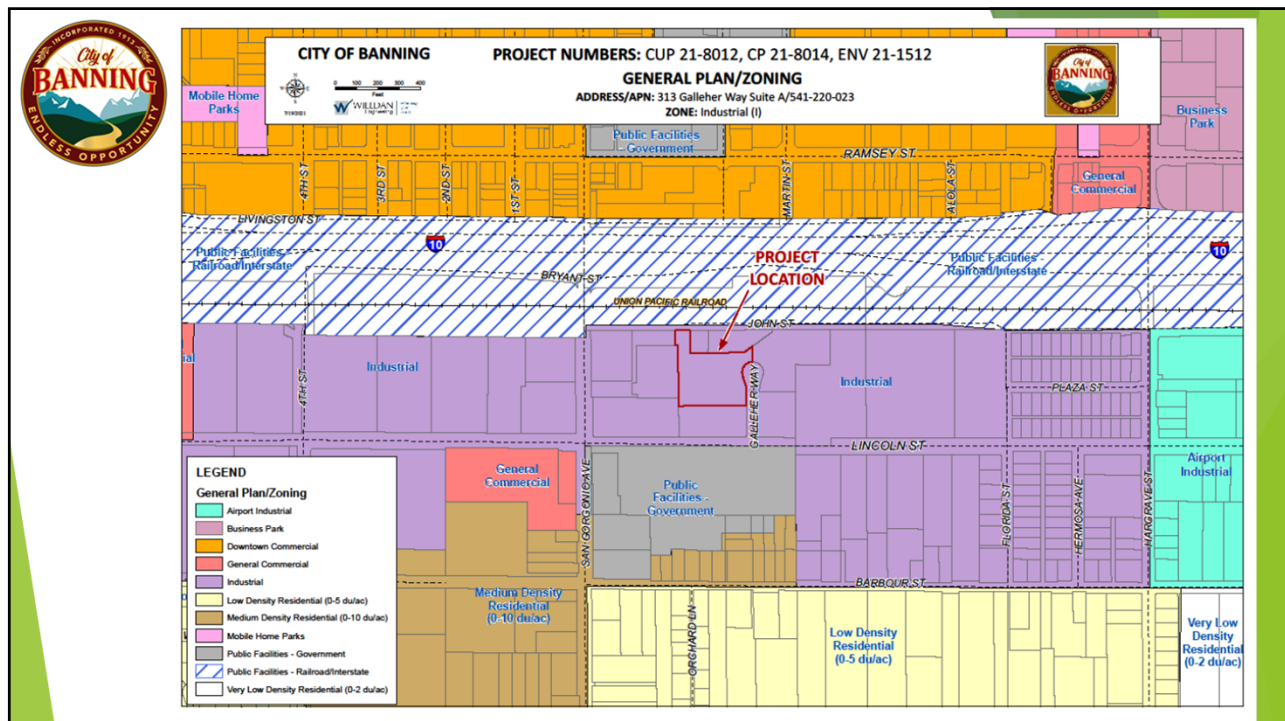 INCORPORATED 1913
City of
BANNING
ENDLESS OPPORTUNITY
CITY OF BANNING
PROJECT NUMBERS: CUP 21-8012, CP 21-8014, ENV 21-1512
GENERAL PLAN/ZONING
ADDRESS/APN: 313 Galleher Way Suite A/541-220-023
ZONE: Industrial (I)
N
0 100 200 300 400
Feet
7/19/2021
WILLDAN
Engineering
City of
BANNING
Mobile Home
Parks
Public Facilities
- Government
Business
Park
RAMSEY ST
General
Commercial
4TH ST
3RD ST
2ND ST
1ST ST
MARTIN ST
ALOLA ST
LIVINGSTON ST
10
10
Public Facilities -
Railroad/Interstate
BRYANT ST
PROJECT
LOCATION
Public Facilities -
Railroad/Interstate
UNION PACIFIC RAILROAD
JOHN ST
ial
Industrial
4TH ST
GALLEHER WAY
Industrial
PLAZA ST
LINCOLN ST
General
Commercial
SAN GORGONIO AVE
Public
Facilities -
Government
FLORIDA ST
HERMOSA AVE
HARGRAVE ST
Airport
Industrial
BARBOUR ST
Medium Density
Residential
(0-10 du/ac)
ORCHARD LN
Low Density
Residential
(0-5 du/ac)
Very Low
Density
Residential
(0-2 du/ac)
LEGEND
General Plan/Zoning
Airport Industrial
Business Park
Downtown Commercial
General Commercial
Industrial
Low Density Residential (0-5 du/ac)
Medium Density Residential (0-10 du/ac)
Mobile Home Parks
Public Facilities - Government
Public Facilities - Railroad/Interstate
Very Low Density Residential (0-2 du/ac)